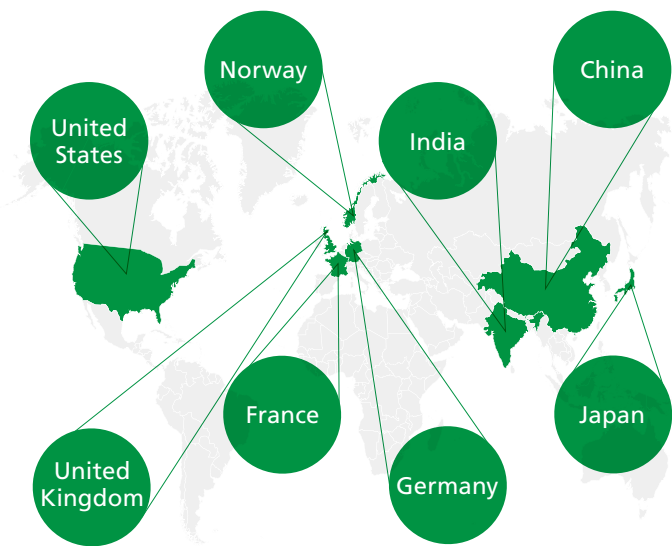 Norway
China
United
States
India
France
Japan
United
Kingdom
Germany